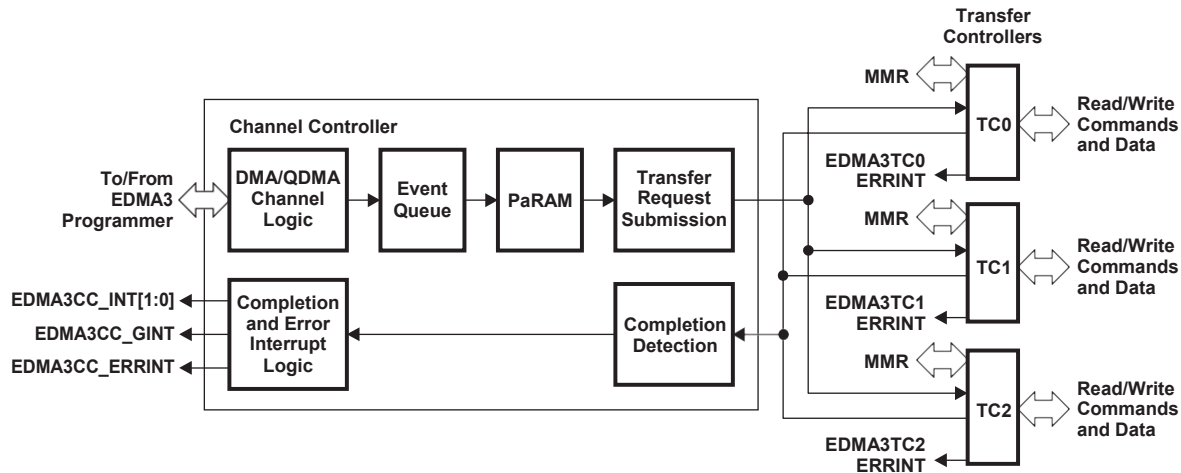 Transfer
Controllers
MMR
TC0
Read/Write
Commands
and Data
EDMA3TC0
ERRINT
Channel Controller
To/From
EDMA3
Programmer
DMA/QDMA
Channel
Logic
Event
Queue
PaRAM
Transfer
Request
Submission
MMR
TC1
Read/Write
Commands
and Data
EDMA3TC1
ERRINT
EDMA3CC_INT[1:0]
EDMA3CC_GINT
EDMA3CC_ERRINT
Completion
and Error
Interrupt
Logic
Completion
Detection
MMR
TC2
Read/Write
Commands
and Data
EDMA3TC2
ERRINT